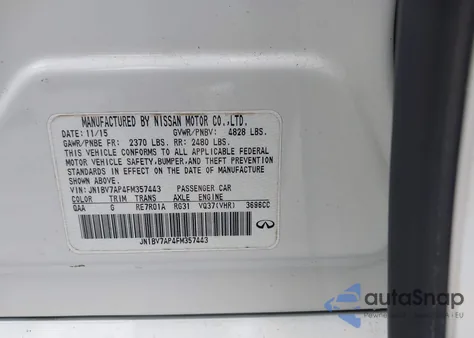 MANUFACTURED BY NISSAN MOTOR CO.,LTD.
DATE: 11/15 GVWR/PNBV: 4828 LBS.
GAWR/PNBE FR: 2370 LBS. RR: 2480 LBS.
THIS VEHICLE CONFORMS TO ALL APPLICABLE FEDERAL
MOTOR VEHICLE SAFETY, BUMPER, AND THEFT PREVENTION
STANDARDS IN EFFECT ON THE DATE OF MANUFACTURE
SHOWN ABOVE.
VIN: JN1BV7AP4FM357443 PASSENGER CAR
COLOR TRIM TRANS AXLE ENGINE
QAA G RE7R01A RG31 VQ37(VHR) 3696CC
JN1BV7AP4FM357443
INFINITI
autoSnap